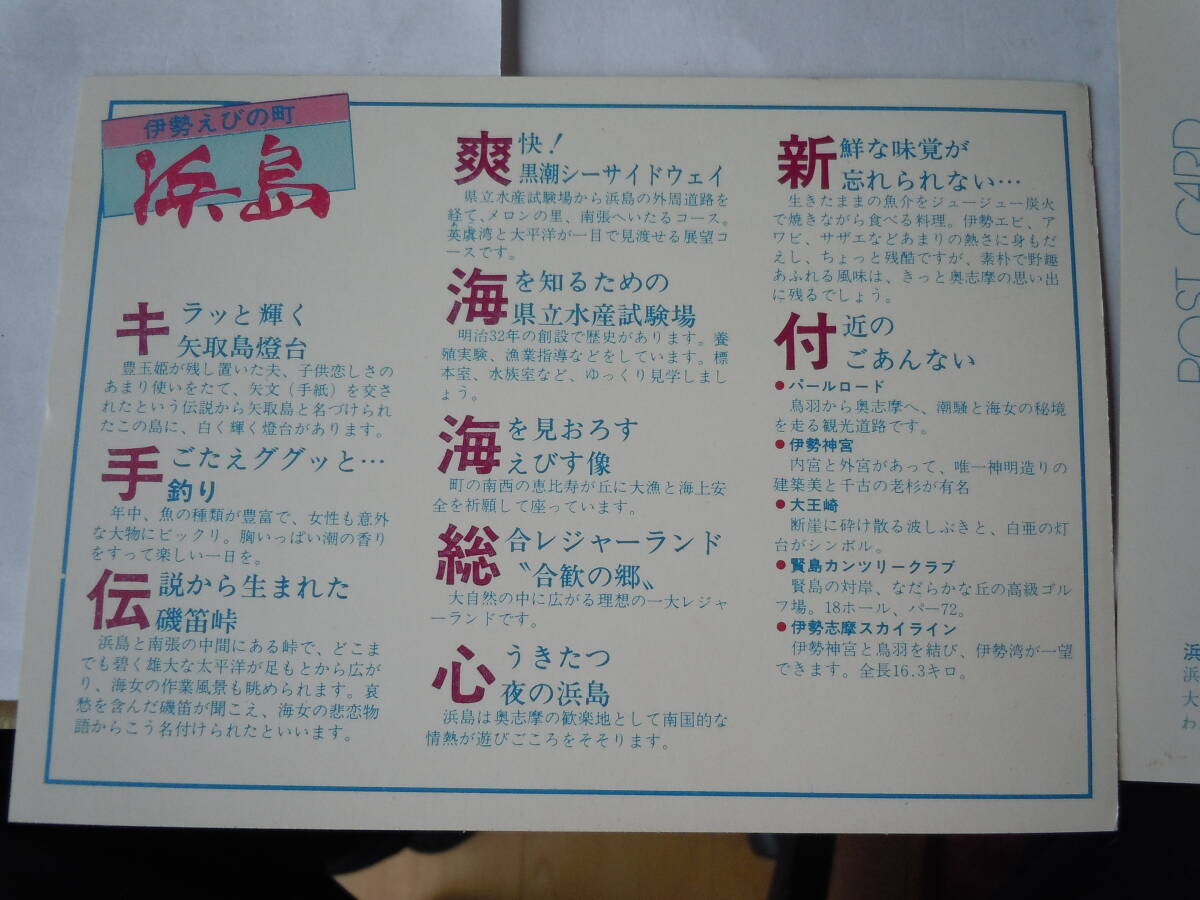 伊勢えびの町
浜島
キラッと輝く
矢取島燈台
豊玉姫が残し置いた夫、子供恋しさの
あまり使いをたて、矢文(手紙)を交さ
れたという伝説から矢取島と名づけられ
たこの島に、白く輝く燈台があります。
手ごたえググッと…
釣り
年中、魚の種類が豊富で、女性も意外
な大物にビックリ。胸いっぱい潮の香り
をすって楽しい一日を。
伝説から生まれた
磯笛峠
浜島と南張の中間にある峠で、どこま
でも碧く雄大な太平洋が足もとから広が
り、海女の作業風景も眺められます。哀
愁を含んだ磯笛が聞こえ、海女の悲恋物
語からこう名付けられたといいます。
爽快!
黒潮シーサイドウェイ
県立水産試験場から浜島の外周道路を
経て、メロンの里、南張へいたるコース。
英虞湾と太平洋が一目で見渡せる展望コ
ースです。
海を知るための
県立水産試験場
明治32年の創設で歴史があります。養
殖実験、漁業指導などをしています。標
本室、水族室など、ゆっくり見学しまし
ょう。
海を見おろす
えびす像
町の南西の恵比寿が丘に大漁と海上安
全を祈願して座っています。
総合レジャーランド
〝合歓の郷〟
大自然の中に広がる理想の一大レジャ
ーランドです。
心うきたつ
夜の浜島
浜島は奥志摩の歓楽地として南国的な
情熱が遊びごころをそそります。
新鮮な味覚が
忘れられない…
生きたままの魚介をジュージュー炭火
で焼きながら食べる料理。伊勢エビ、ア
ワビ、サザエなどあまりの熱さに身もだ
えし、ちょっと残酷ですが、素朴で野趣
あふれる風味は、きっと奥志摩の思い出
に残るでしょう。
付近の
ごあんない
●パールロード
鳥羽から奥志摩へ、潮騒と海女の秘境
を走る観光道路です。
●伊勢神宮
内宮と外宮があって、唯一神明造りの
建築美と千古の老杉が有名
●大王崎
断崖に砕け散る波しぶきと、白亜の灯
台がシンボル。
●賢島カンツリークラブ
賢島の対岸、なだらかな丘の高級ゴル
フ場。18ホール、パー72。
●伊勢志摩スカイライン
伊勢神宮と鳥羽を結び、伊勢湾が一望
できます。全長16.3キロ。
POST CARD
浜
浜
大
わ